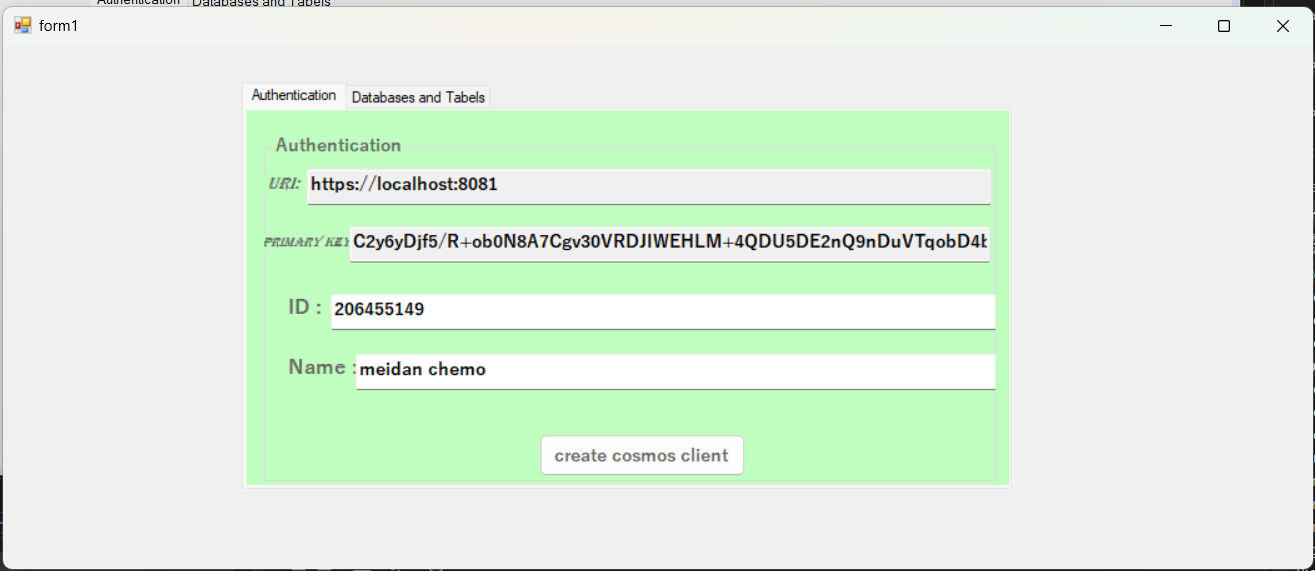 Authentication Databases and Tabels
form1
Authentication Databases and Tabels
Authentication
URI: https://localhost:8081
PRIMARY KEY C2y6yDjf5/R+ob0N8A7Cgv30VRDJIWEHLM+4QDU5DE2nQ9nDuVTqobD4b
ID : 206455149
Name : meidan chemo
create cosmos client